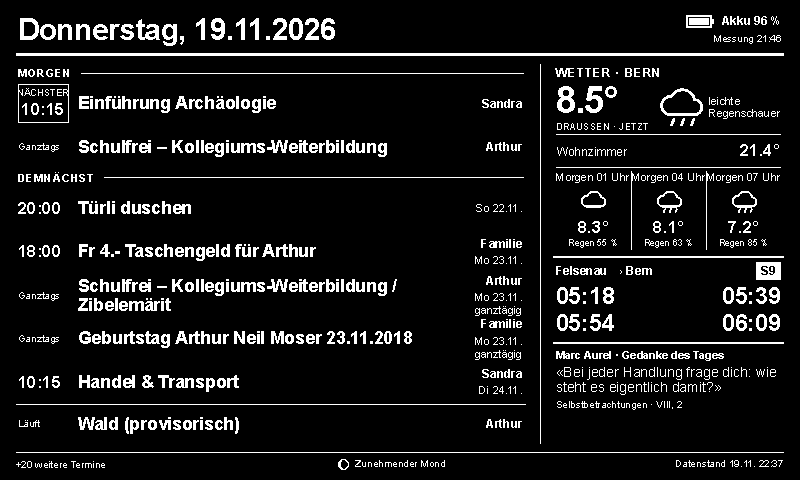 Donnerstag, 19.11.2026
Akku 96 %
Messung 21:46
MORGEN
NÄCHSTER
10:15 Einführung Archäologie Sandra
Ganztags Schulfrei – Kollegiums-Weiterbildung Arthur
DEMNÄCHST
20:00 Türli duschen So 22.11.
18:00 Fr 4.- Taschengeld für Arthur Familie
Mo 23.11.
Ganztags Schulfrei – Kollegiums-Weiterbildung / Arthur
Zibelemärit Mo 23.11.
ganztägig
Ganztags Geburtstag Arthur Neil Moser 23.11.2018 Familie
Mo 23.11.
ganztägig
10:15 Handel & Transport Sandra
Di 24.11.
Läuft Wald (provisorisch) Arthur
WETTER · BERN
8.5°
DRAUSSEN · JETZT
leichte
Regenschauer
Wohnzimmer 21.4°
Morgen 01 Uhr Morgen 04 Uhr Morgen 07 Uhr
8.3° 8.1° 7.2°
Regen 55 % Regen 63 % Regen 85 %
Felsenau › Bern S9
05:18 05:39
05:54 06:09
Marc Aurel · Gedanke des Tages
«Bei jeder Handlung frage dich: wie
steht es eigentlich damit?»
Selbstbetrachtungen · VIII, 2
+20 weitere Termine
Zunehmender Mond
Datenstand 19.11. 22:37